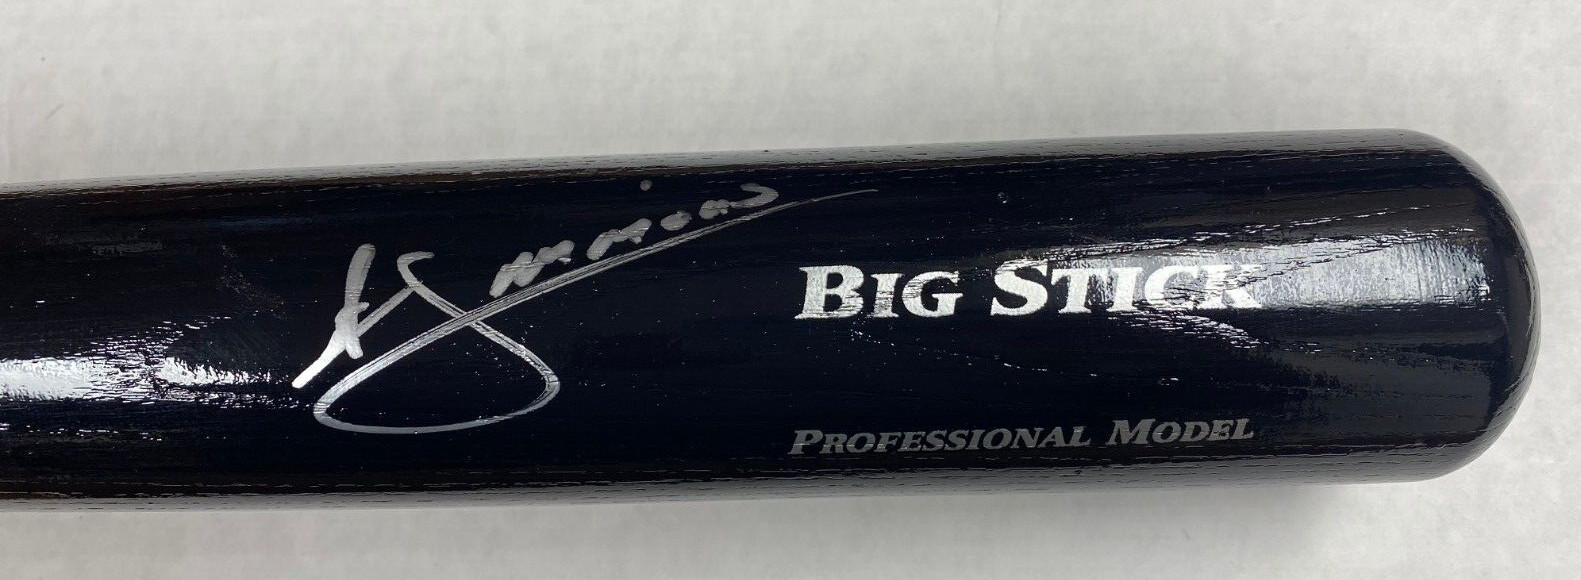 BIG STICK
PROFESSIONAL MODEL